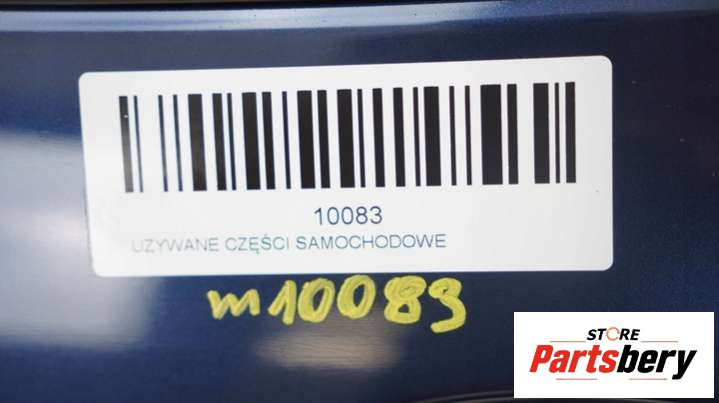 10083
UZYWANE CZĘŚCI SAMOCHODOWE
m10083
STORE
Partsbery